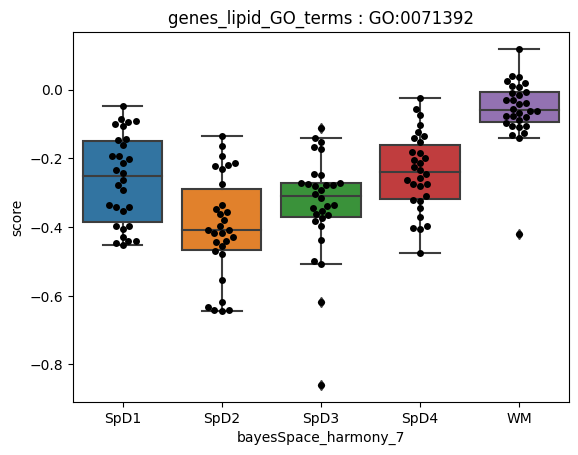 genes_lipid_GO_terms : GO:0071392
score
0.0
−0.2
−0.4
−0.6
−0.8
SpD1 SpD2 SpD3 SpD4 WM
bayesSpace_harmony_7